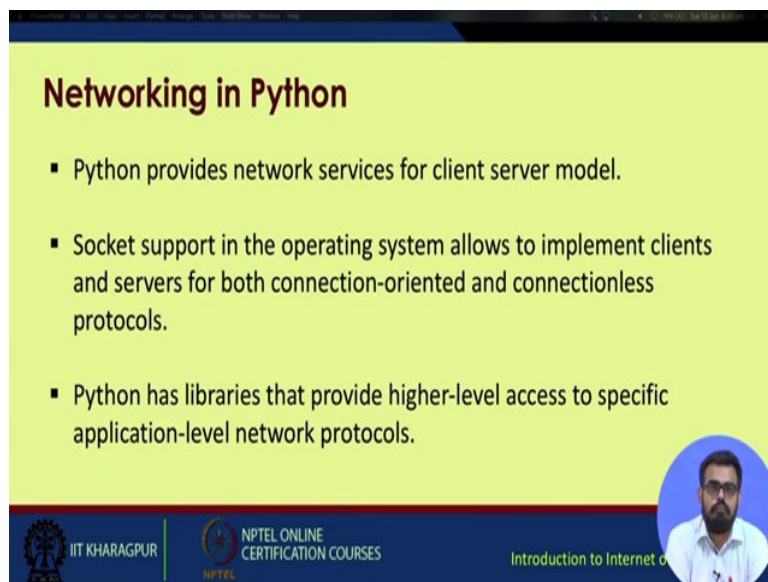 Networking in Python
▪ Python provides network services for client server model.
▪ Socket support in the operating system allows to implement clients
and servers for both connection-oriented and connectionless
protocols.
▪ Python has libraries that provide higher-level access to specific
application-level network protocols.
IIT KHARAGPUR
NPTEL
NPTEL ONLINE
CERTIFICATION COURSES
Introduction to Internet o